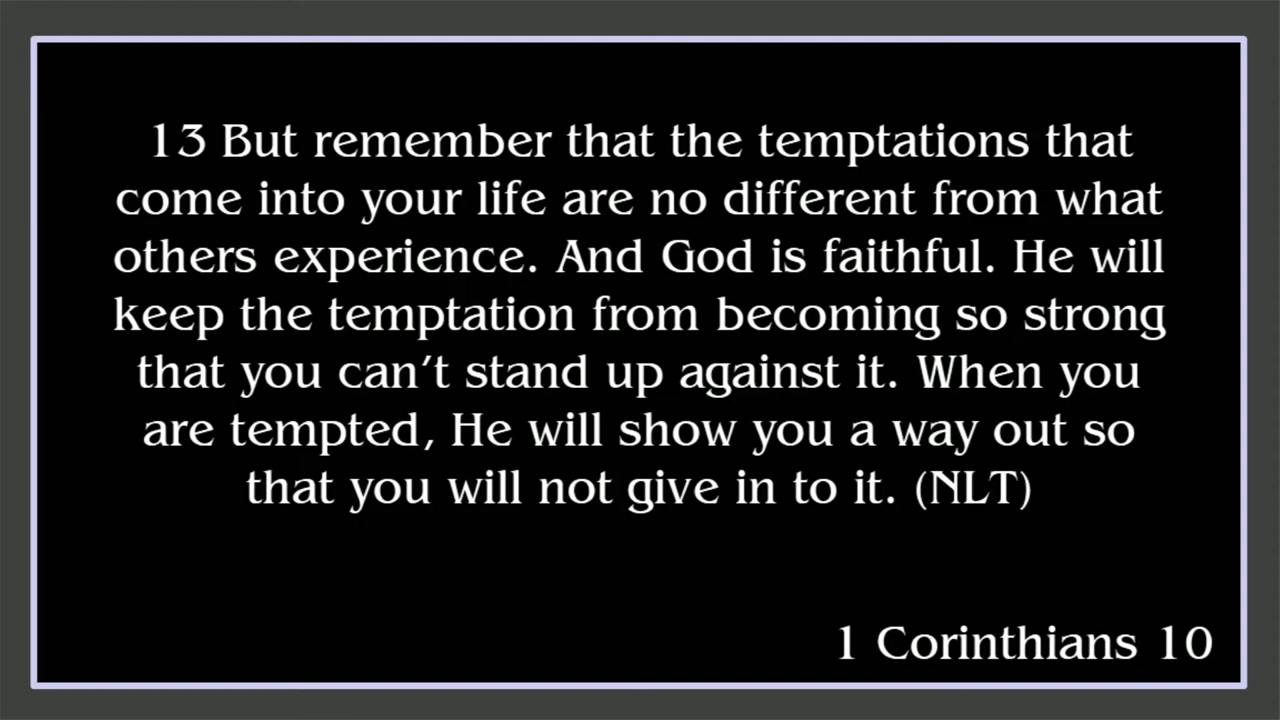 13 But remember that the temptations that
come into your life are no different from what
others experience. And God is faithful. He will
keep the temptation from becoming so strong
that you can’t stand up against it. When you
are tempted, He will show you a way out so
that you will not give in to it. (NLT)
1 Corinthians 10